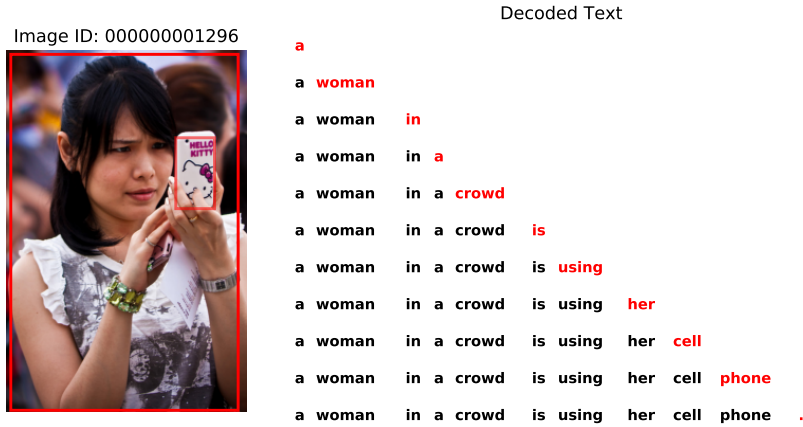 Decoded Text
Image ID: 000000001296
HELLO
KITTY
a
a woman
a woman in
a woman in a
a woman in a crowd
a woman in a crowd is
a woman in a crowd is using
a woman in a crowd is using her
a woman in a crowd is using her cell
a woman in a crowd is using her cell phone
a woman in a crowd is using her cell phone .